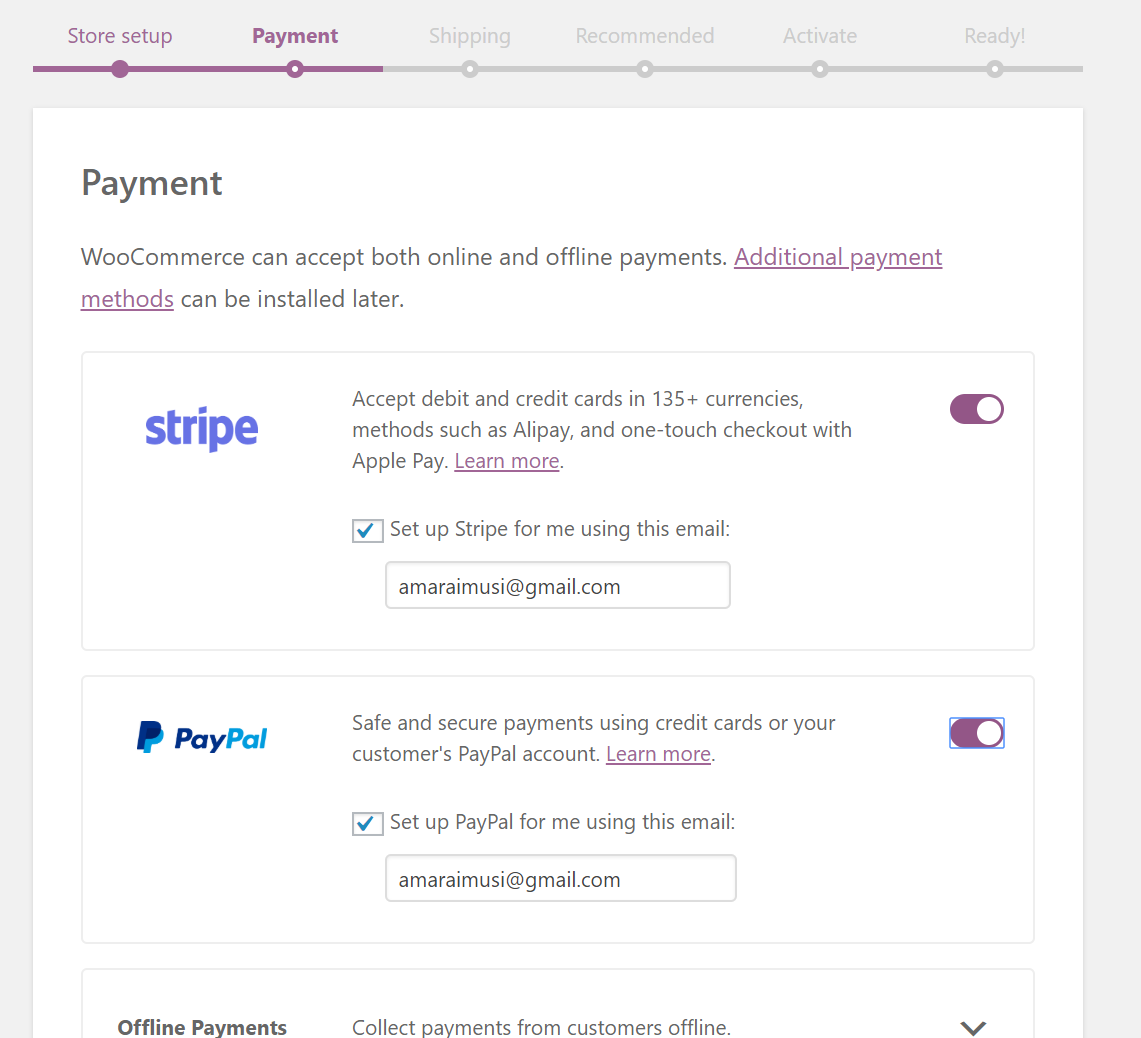 Store setup Payment Shipping Recommended Activate Ready!
Payment
WooCommerce can accept both online and offline payments. Additional payment
methods can be installed later.
stripe
Accept debit and credit cards in 135+ currencies,
methods such as Alipay, and one-touch checkout with
Apple Pay. Learn more.
Set up Stripe for me using this email:
amaraimusi@gmail.com
PayPal
Safe and secure payments using credit cards or your
customer's PayPal account. Learn more.
Set up PayPal for me using this email:
amaraimusi@gmail.com
Offline Payments Collect payments from customers offline.